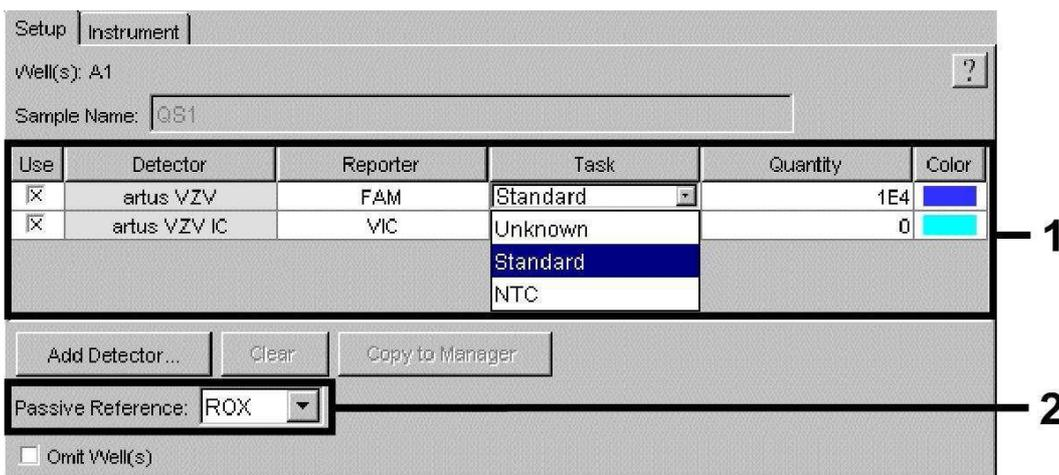 Setup Instrument
Well(s): A1 ?
Sample Name: QS1
Use Detector Reporter Task Quantity Color
artus VZV FAM Standard 1E4
artus VZV IC VIC Unknown 0
Standard
NTC
1
Add Detector... Clear Copy to Manager
Passive Reference: ROX
2
Omit Well(s)